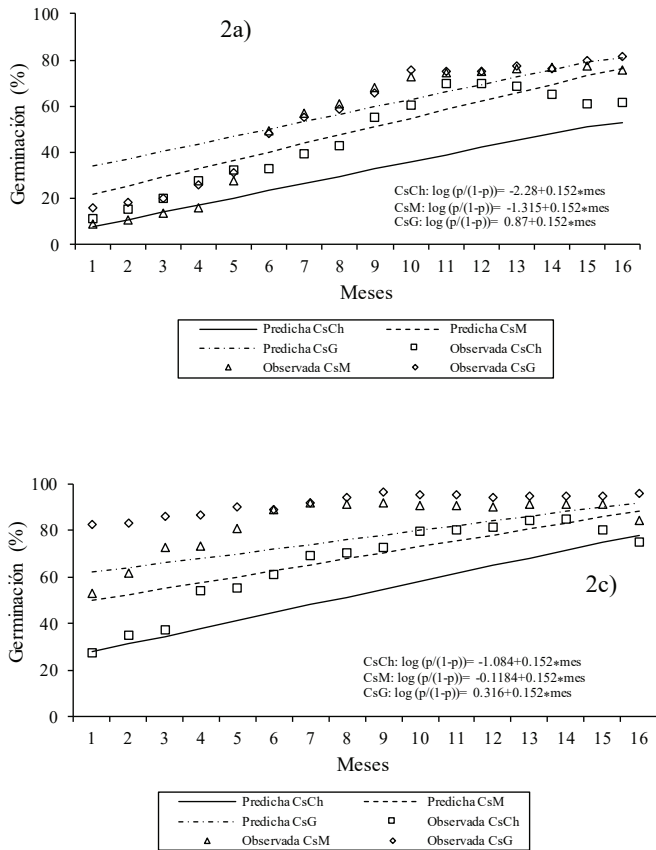 2a)
Germinación (%)
100
80
60
40
20
0
CsCh: log (p/(1-p))= -2.28+0.152*mes
CsM: log (p/(1-p))= -1.315+0.152*mes
CsG: log (p/(1-p))= 0.87+0.152*mes
1 2 3 4 5 6 7 8 9 10 11 12 13 14 15 16
Meses
Predicha CsCh Predicha CsM
Predicha CsG Observada CsCh
Observada CsM Observada CsG
Germinación (%)
100
80
60
40
20
0
2c)
CsCh: log (p/(1-p))= -1.084+0.152*mes
CsM: log (p/(1-p))= -0.1184+0.152*mes
CsG: log (p/(1-p))= 0.316+0.152*mes
1 2 3 4 5 6 7 8 9 10 11 12 13 14 15 16
Meses
Predicha CsCh Predicha CsM
Predicha CsG Observada CsCh
Observada CsM Observada CsG